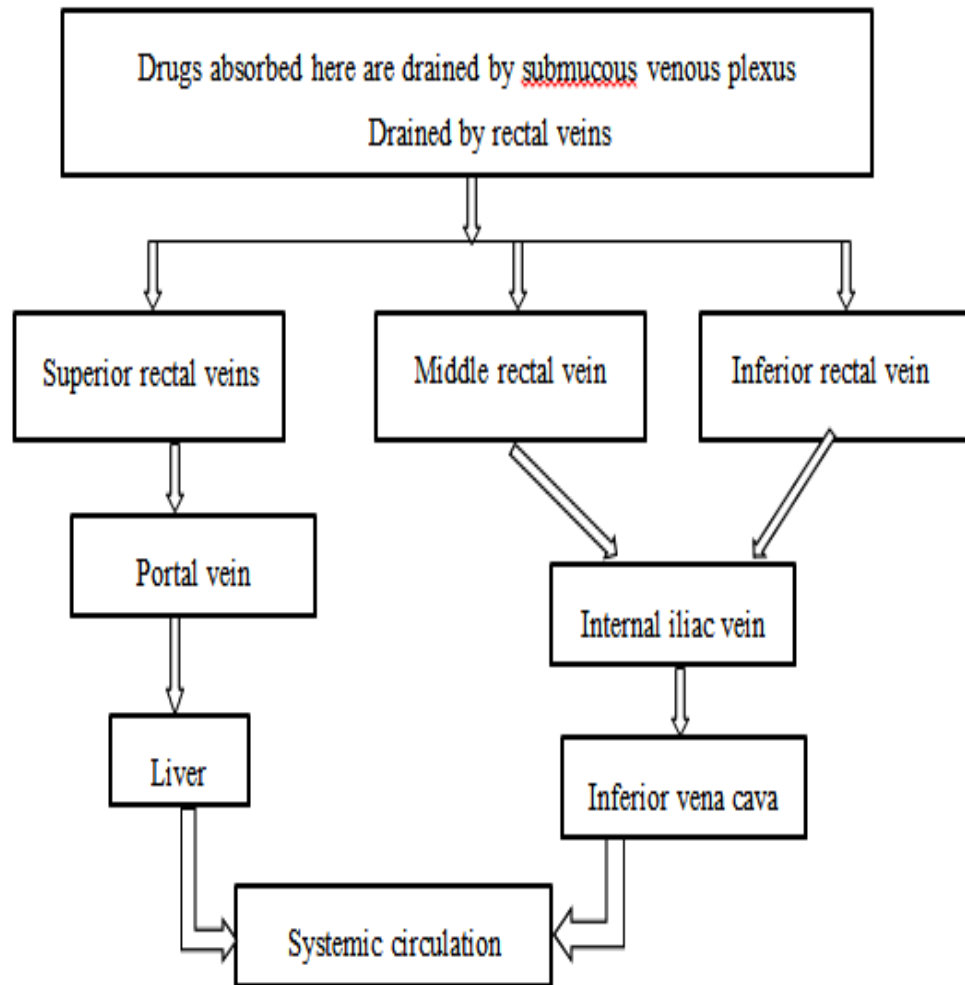 Drugs absorbed here are drained by submucous venous plexus
Drained by rectal veins
Superior rectal veins
Middle rectal vein
Inferior rectal vein
Portal vein
Internal iliac vein
Liver
Inferior vena cava
Systemic circulation